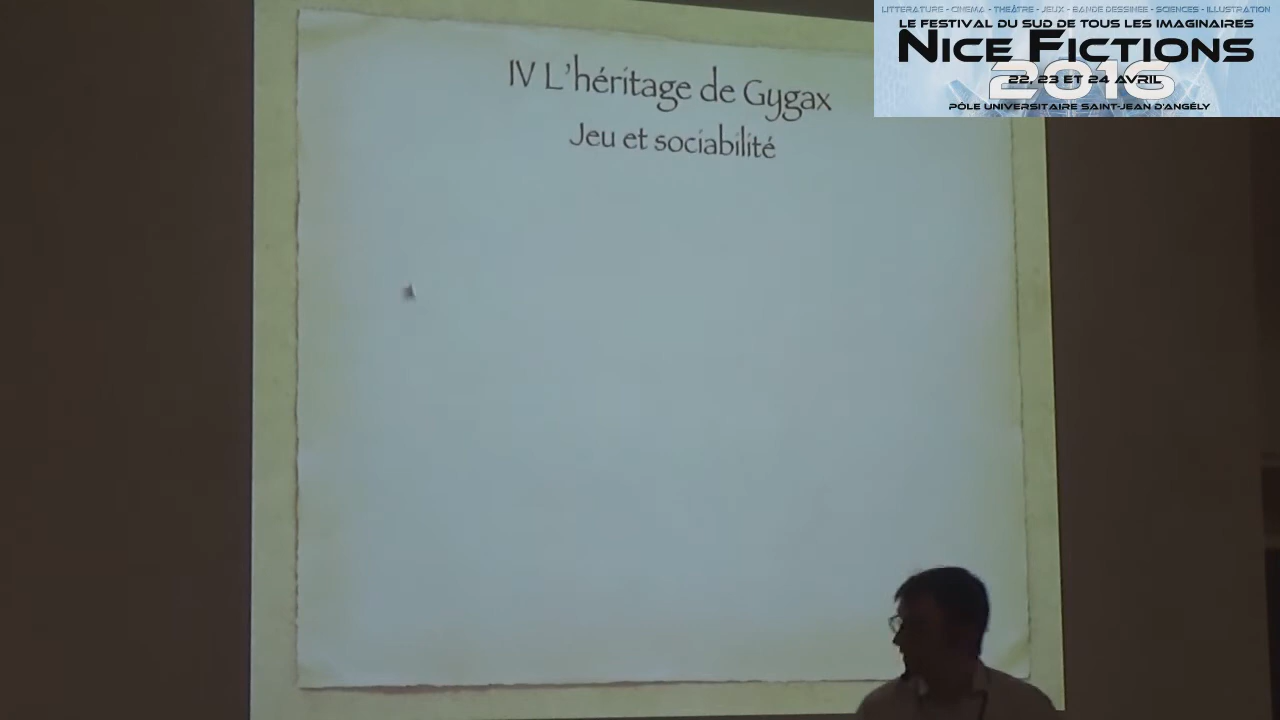 LITTERATURE - CINEMA - THEÂTRE - JEUX - BANDE DESSINEE - SCIENCES - ILLUSTRATION
LE FESTIVAL DU SUD DE TOUS LES IMAGINAIRES
NICE FICTIONS
2016
22, 23 ET 24 AVRIL
PÔLE UNIVERSITAIRE SAINT-JEAN D'ANGÉLY
IV L'héritage de Gygax
Jeu et sociabilité